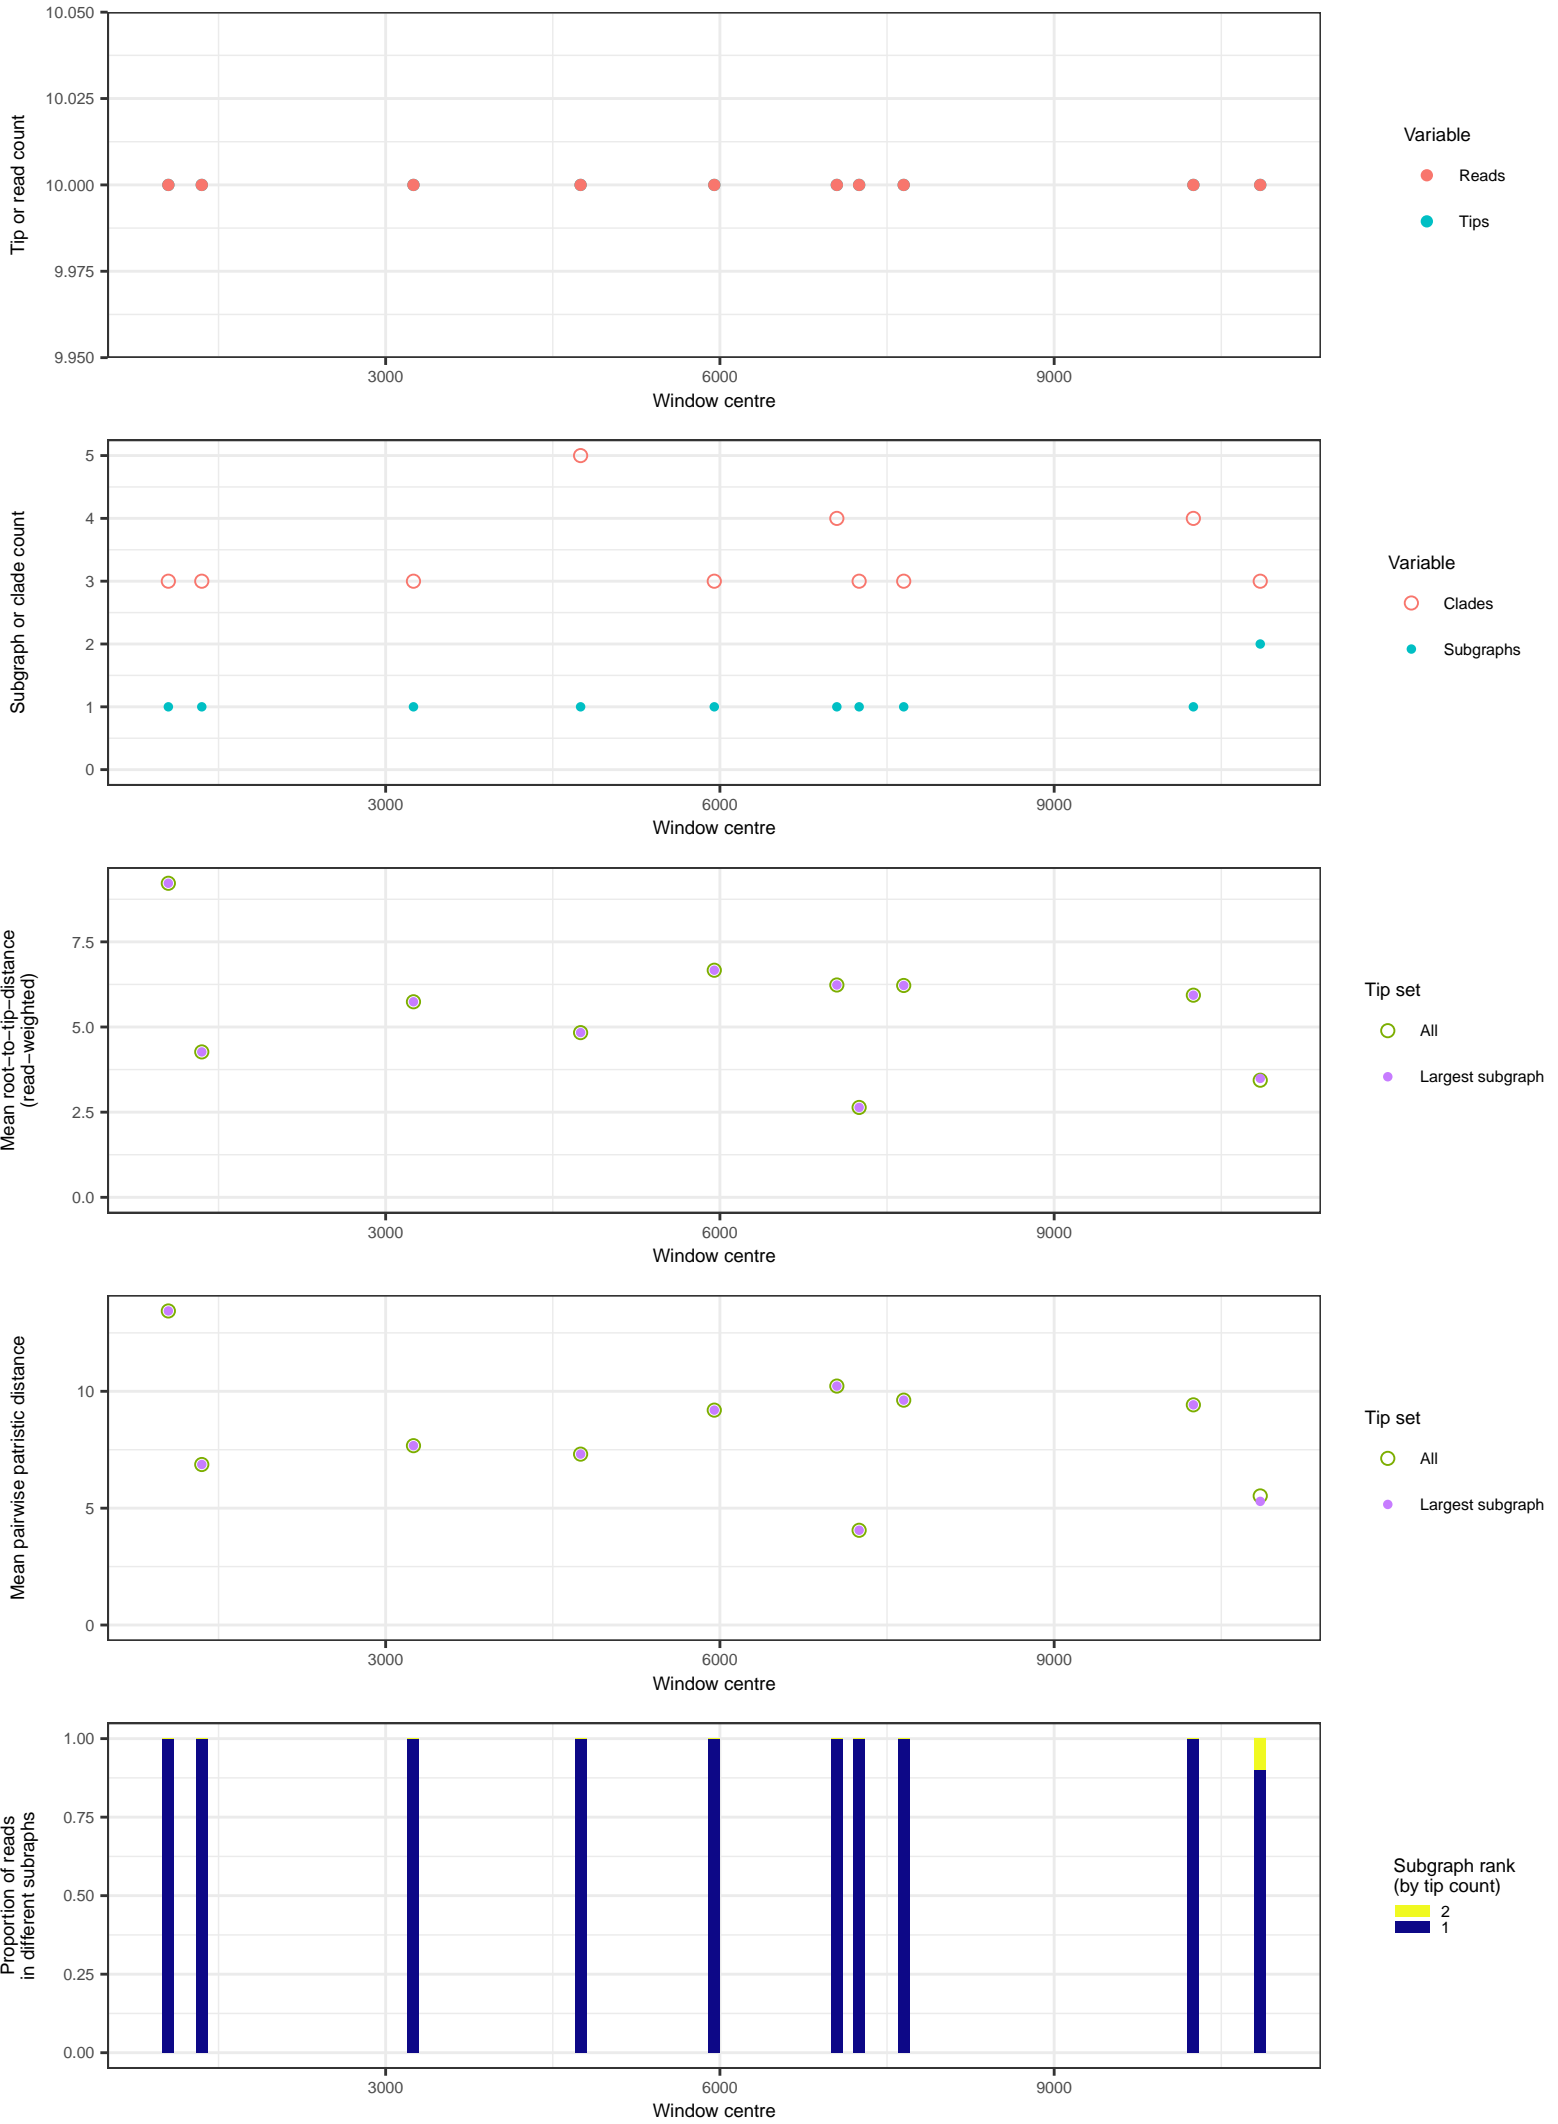 10.050
10.025
10.000
9.975
9.950
Tip or read count
3000
6000
9000
Window centre
Variable
Reads
Tips
5
4
3
2
1
0
Subgraph or clade count
3000
6000
9000
Window centre
Variable
Clades
Subgraphs
7.5
5.0
2.5
0.0
Mean root−to−tip−distance
(read−weighted)
3000
6000
9000
Window centre
Tip set
All
Largest subgraph
10
5
0
Mean pairwise patristic distance
3000
6000
9000
Window centre
Tip set
All
Largest subgraph
1.00
0.75
0.50
0.25
0.00
Proportion of reads
in different subraphs
3000
6000
9000
Window centre
Subgraph rank
(by tip count)
2
1